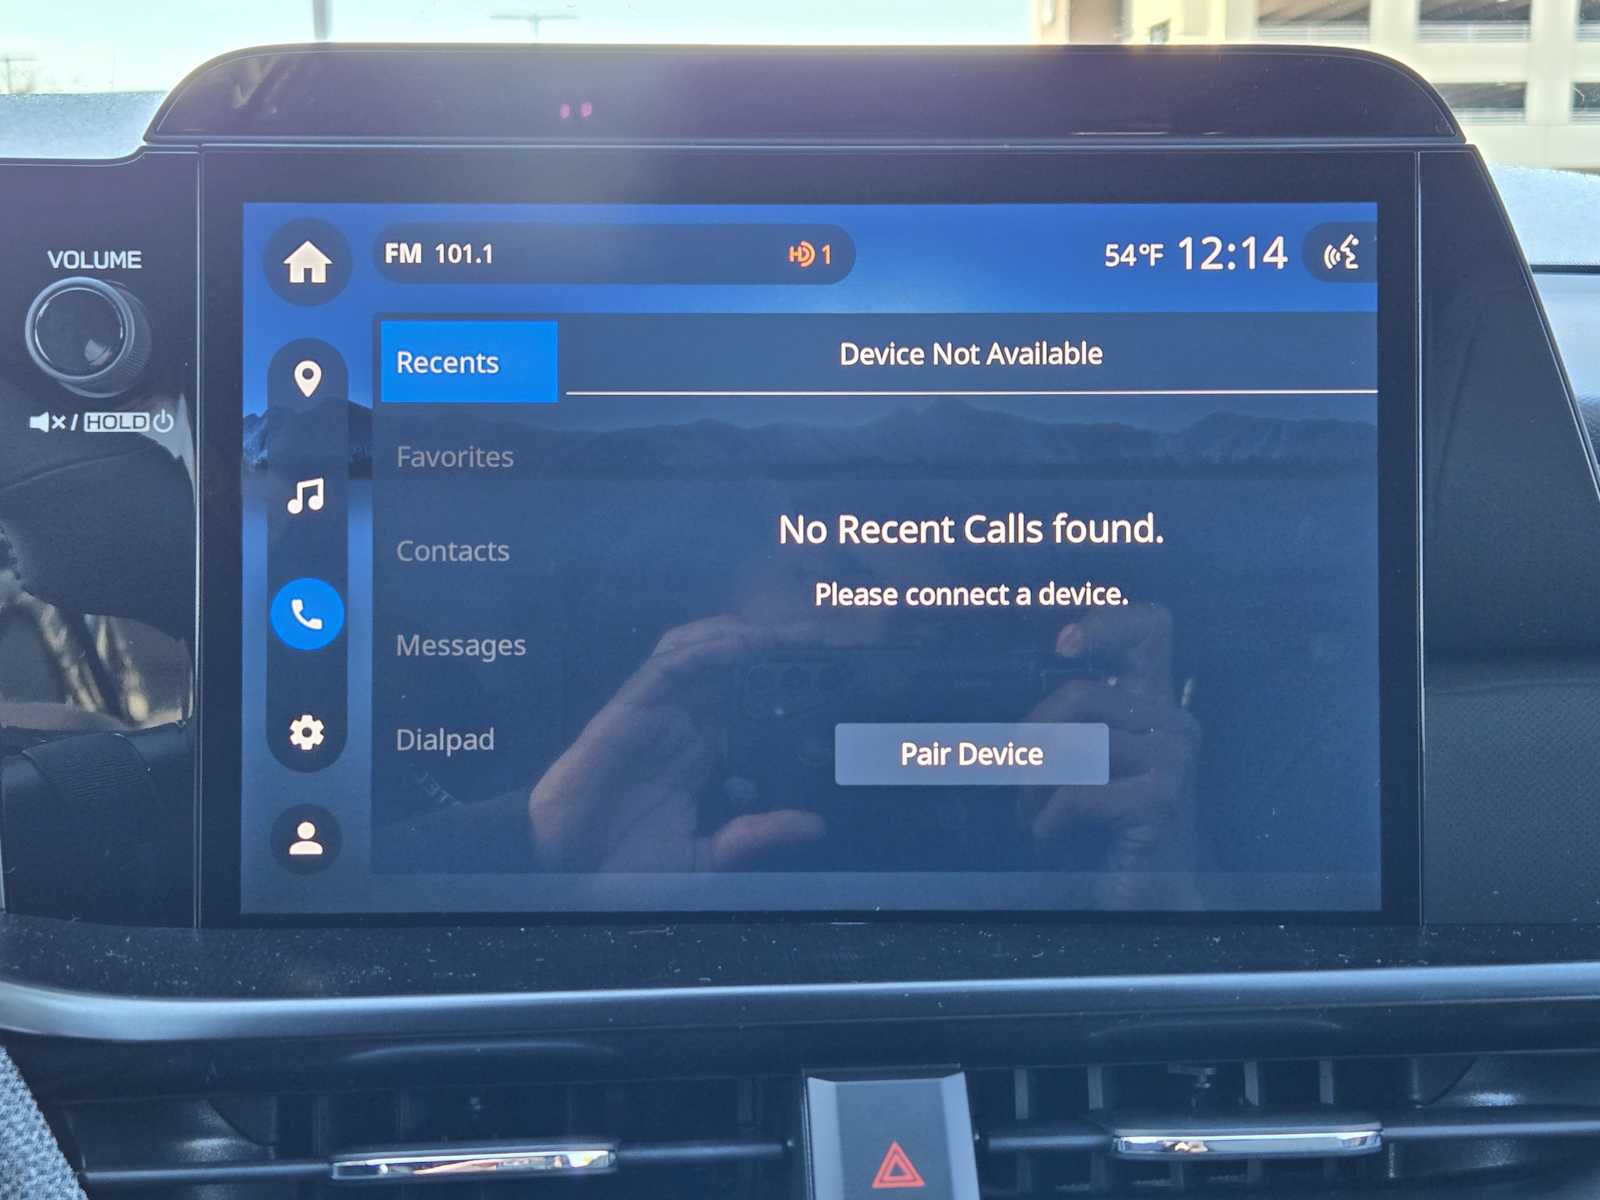 VOLUME
HOLD
FM 101.1
HD 1
54°F 12:14
Recents
Device Not Available
Favorites
Contacts
Messages
Dialpad
No Recent Calls found.
Please connect a device.
Pair Device